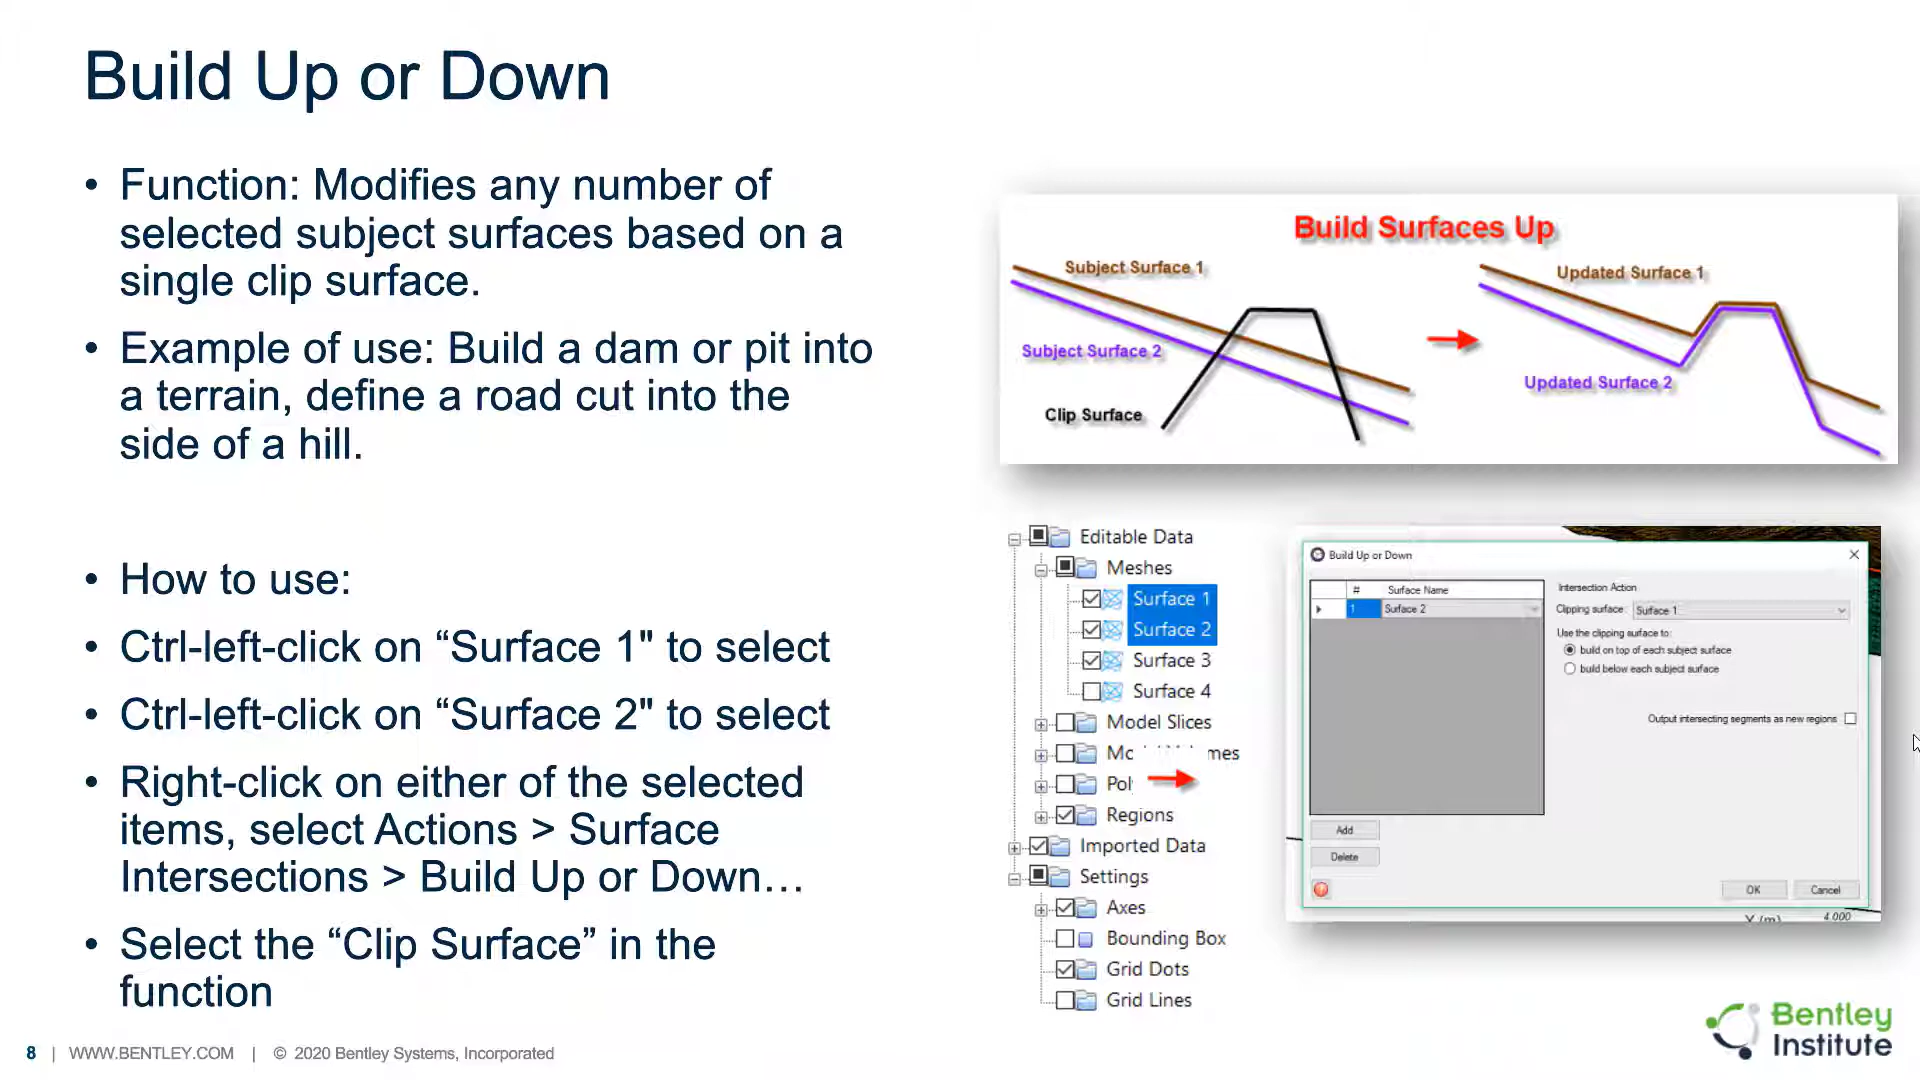 Build Up or Down
• Function: Modifies any number of
selected subject surfaces based on a
single clip surface.
• Example of use: Build a dam or pit into
a terrain, define a road cut into the
side of a hill.
• How to use:
• Ctrl-left-click on “Surface 1" to select
• Ctrl-left-click on “Surface 2" to select
• Right-click on either of the selected
items, select Actions > Surface
Intersections > Build Up or Down…
• Select the “Clip Surface” in the
function
Build Surfaces Up
Subject Surface 1
Subject Surface 2
Clip Surface
Updated Surface 1
Updated Surface 2
Editable Data
Meshes
Surface 1
Surface 2
Surface 3
Surface 4
Model Slices
Regions
Imported Data
Settings
Axes
Bounding Box
Grid Dots
Grid Lines
Build Up or Down
# Surface Name
1 Surface 2
Intersection Action
Clipping surface: Surface 1
Use the clipping surface to:
build on top of each subject surface
build below each subject surface
Output intersecting segments as new regions
Add
Delete
OK Cancel
4.000
Bentley
Institute
8 | WWW.BENTLEY.COM | © 2020 Bentley Systems, Incorporated